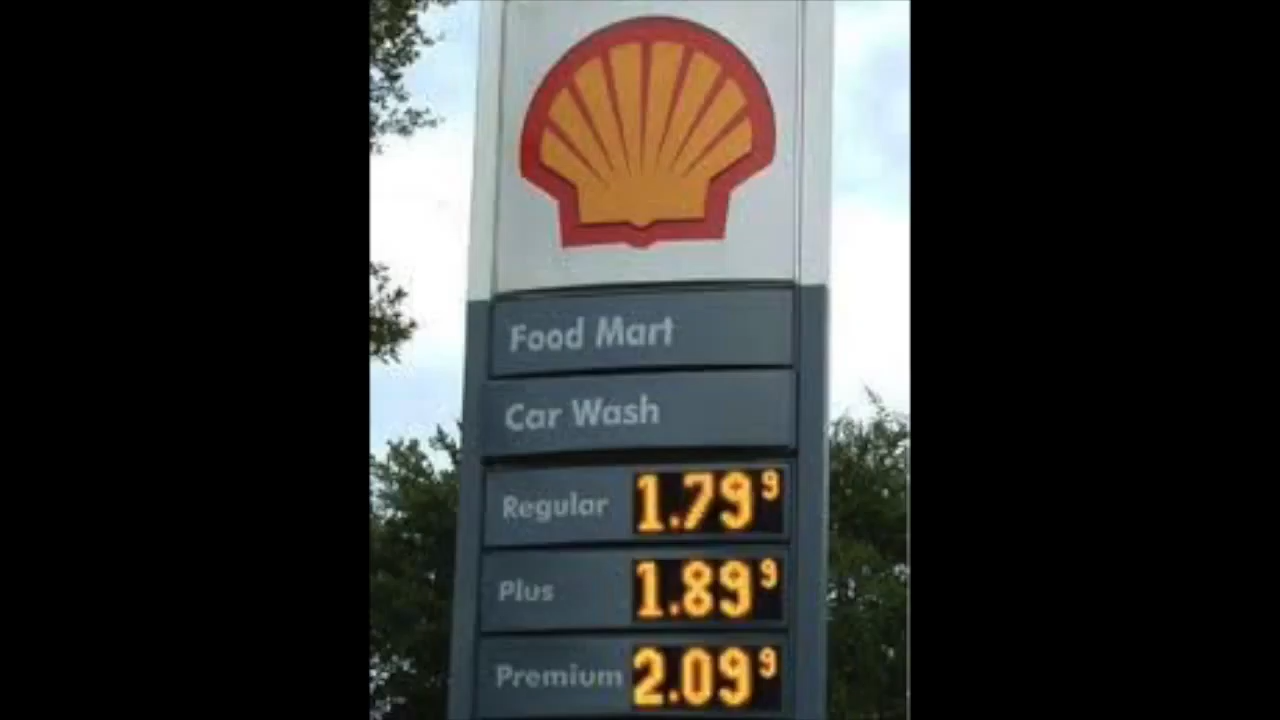 Food Mart
Car Wash
Regular 1.79 9
Plus 1.89 9
Premium 2.09 9